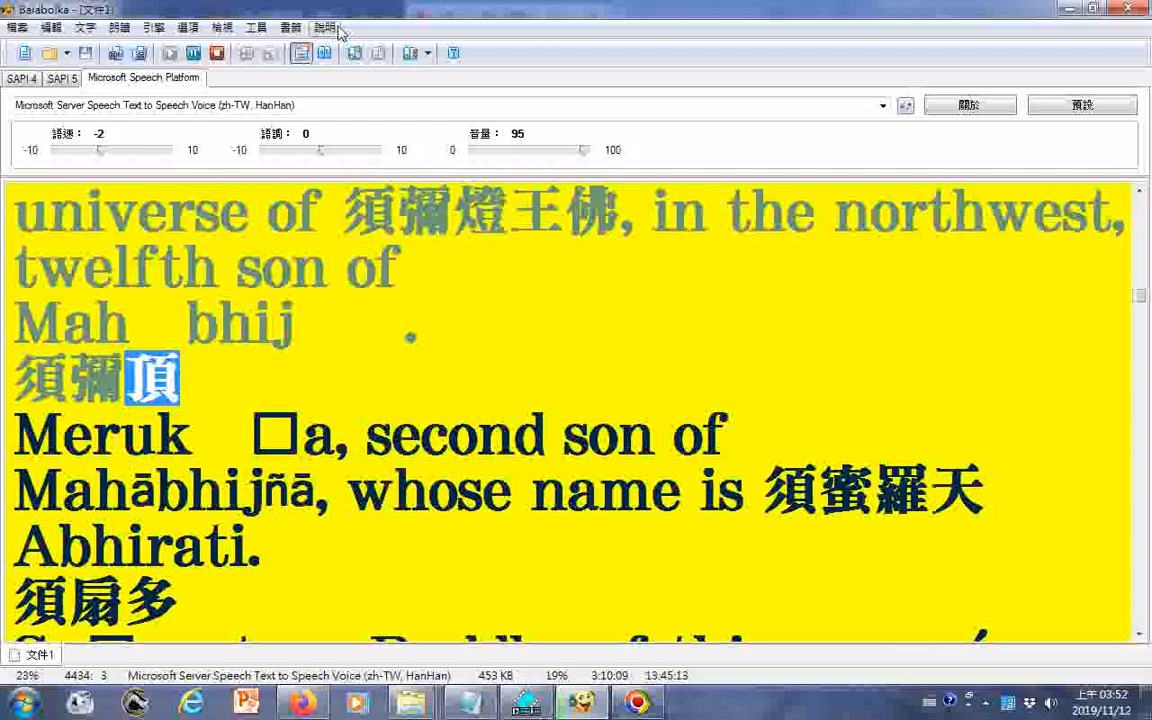 Balabolka - [文件1]
檔案 編輯 文字 朗讀 引擎 選項 檢視 工具 書籤 說明
SAPI 4 SAPI 5 Microsoft Speech Platform
Microsoft Server Speech Text to Speech Voice (zh-TW, HanHan) 關於 預設
語速： -2 語調： 0 音量： 95
-10 10 -10 10 0 100
universe of 須彌燈王佛, in the northwest,
twelfth son of
Mah bhij 。
須彌頂
Meruk □a, second son of
Mahābhijñā, whose name is 須蜜羅天
Abhirati.
須扇多
文件1
23% 4434: 3 Microsoft Server Speech Text to Speech Voice (zh-TW, HanHan) 453 KB 19% 3:10:09 13:45:13
上午 03:52
2019/11/12